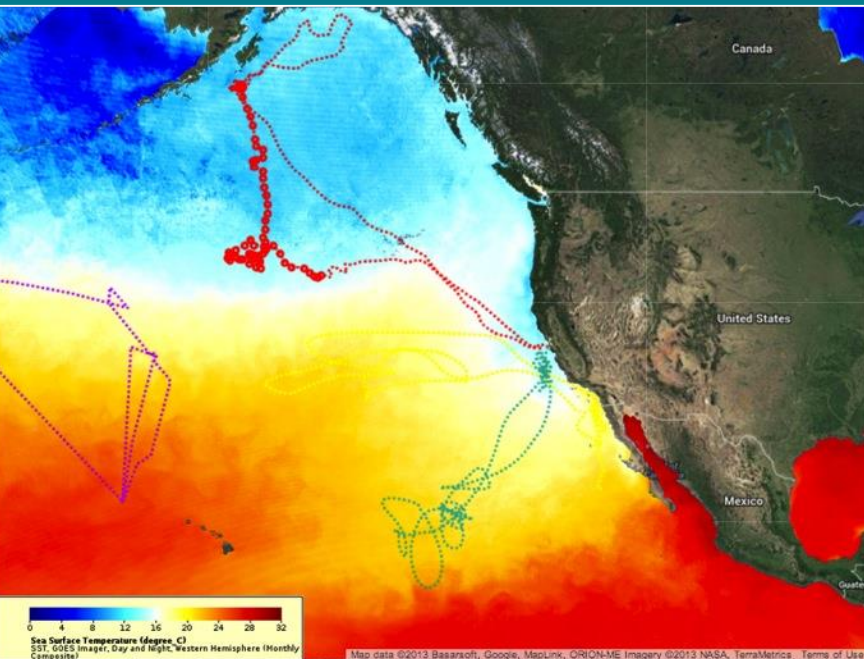 Canada
United States
Mexico
Guate
0 4 8 12 16 20 24 28 32
Sea Surface Temperature (degree_C)
SST, GOES Imager, Day and Night, Western Hemisphere (Monthly
Composite)
Map data ©2013 Basarsoft, Google, MapLink, ORION-ME Imagery ©2013 NASA, TerraMetrics Terms of Use